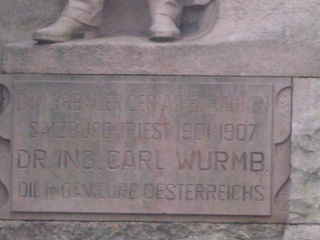 DEM ERBAUER DER ALPENBAHNEN
SALZBURG-TRIEST 1901-1907
DR. ING. CARL WURMB.
DIE INGENIEURE OESTERREICHS